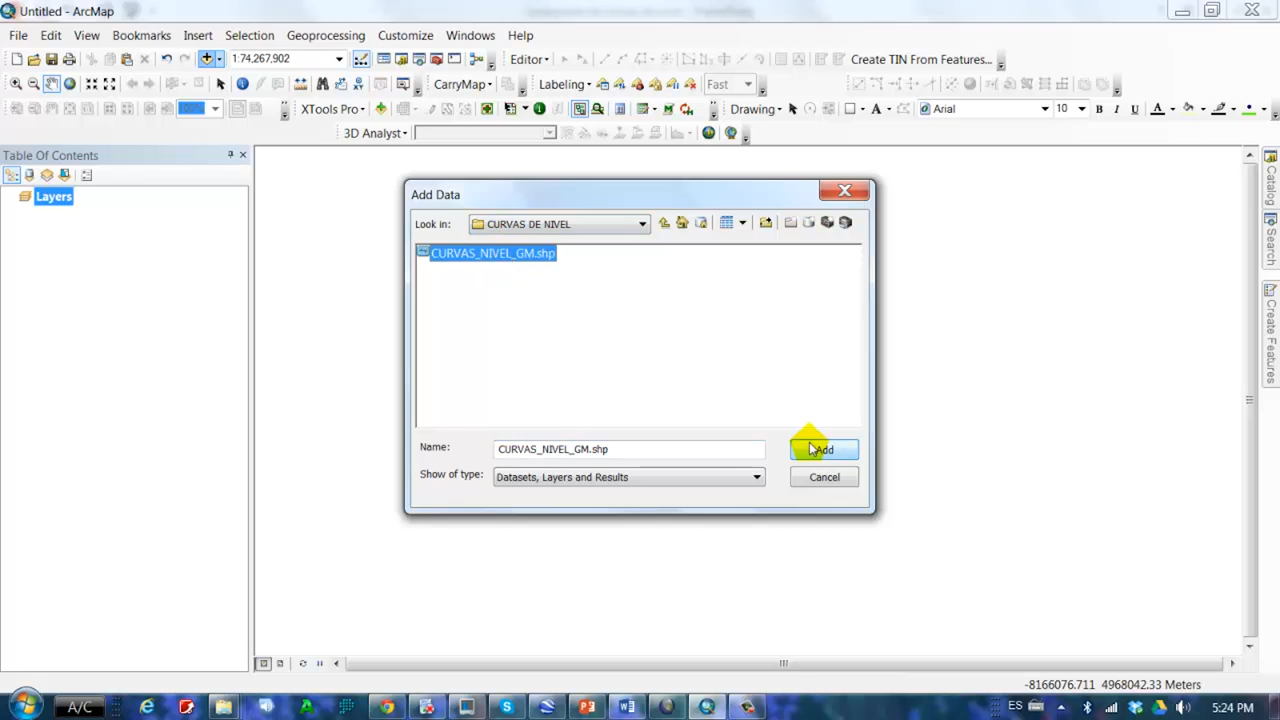 Untitled - ArcMap
File Edit View Bookmarks Insert Selection Geoprocessing Customize Windows Help
1:74,267,902 Editor Create TIN From Features...
CarryMap Labeling Fast
XTools Pro Drawing A Arial 10 B I U A
3D Analyst
Table Of Contents
Layers
Add Data
Look in: CURVAS DE NIVEL
CURVAS_NIVEL_GM.shp
Name: CURVAS_NIVEL_GM.shp Add
Show of type: Datasets, Layers and Results Cancel
Catalog
Search
Create Features
-8166076.711 4968042.33 Meters
A/C ES 5:24 PM